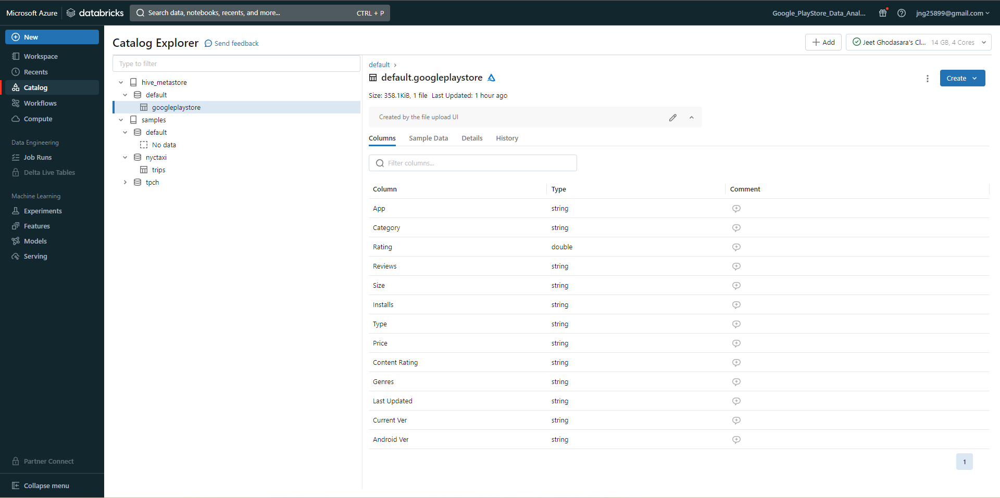 Microsoft Azure databricks Search data, notebooks, recents, and more... CTRL + P Google_PlayStore_Data_Anal... jng25899@gmail.com
New
Workspace
Recents
Catalog
Workflows
Compute
Data Engineering
Job Runs
Delta Live Tables
Machine Learning
Experiments
Features
Models
Serving
Partner Connect
Collapse menu
Catalog Explorer Send feedback
Add Jeet Ghodasara's Cl... 14 GB, 4 Cores
Type to filter
hive_metastore
default
googleplaystore
samples
default
No data
nyctaxi
trips
tpch
default
default.googleplaystore
Create
Size: 358.1KiB, 1 file Last Updated: 1 hour ago
Created by the file upload UI
Columns Sample Data Details History
Filter columns...
Column Type Comment
App string
Category string
Rating double
Reviews string
Size string
Installs string
Type string
Price string
Content Rating string
Genres string
Last Updated string
Current Ver string
Android Ver string
1